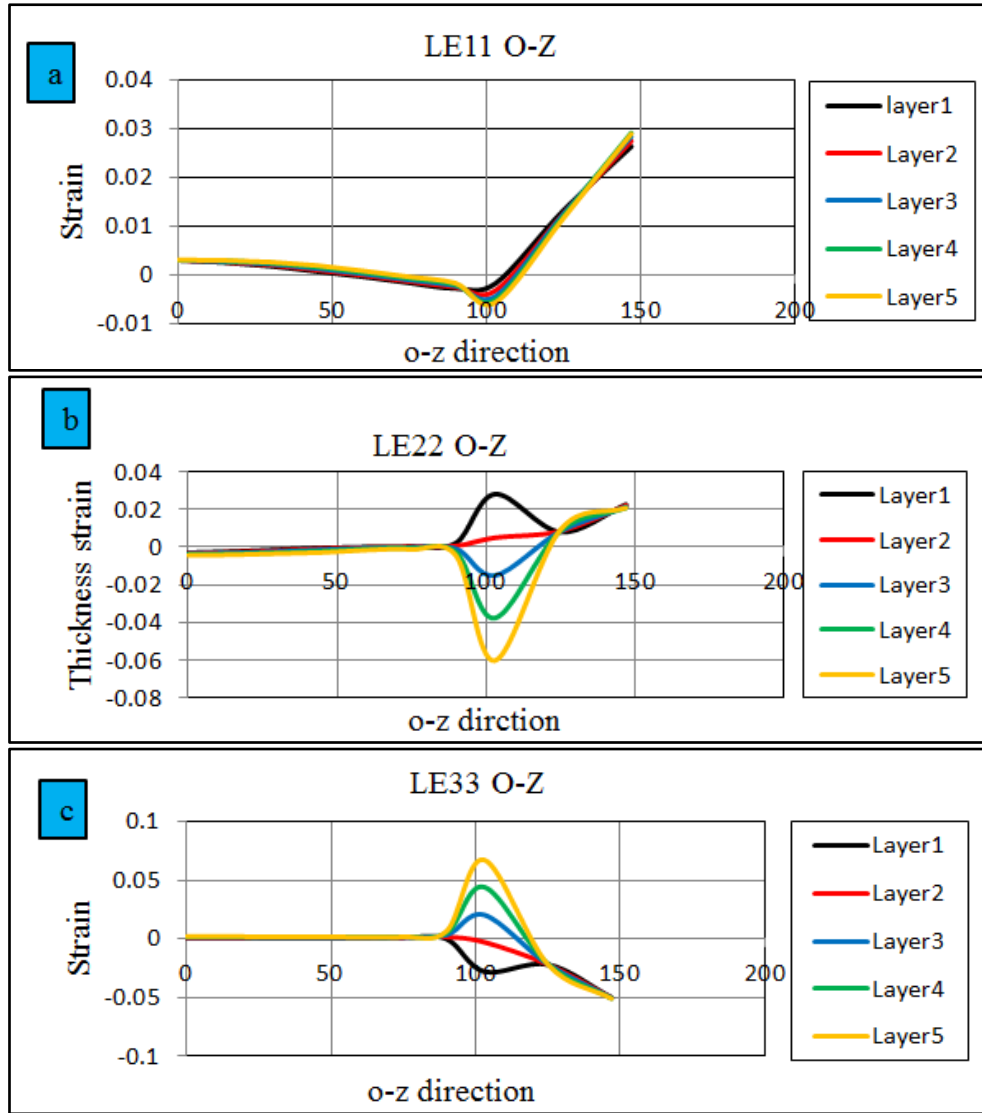 LE11 O-Z
a
0.04
0.03
0.02
0.01
0
-0.01
0 50 100 150 200
Strain
o-z direction
layer1
Layer2
Layer3
Layer4
Layer5
b
LE22 O-Z
0.04
0.02
0
-0.02
-0.04
-0.06
-0.08
0 50 100 150 200
Thickness strain
o-z dirction
Layer1
Layer2
Layer3
Layer4
Layer5
c
LE33 O-Z
0.1
0.05
0
-0.05
-0.1
0 50 100 150 200
Strain
o-z direction
Layer1
Layer2
Layer3
Layer4
Layer5